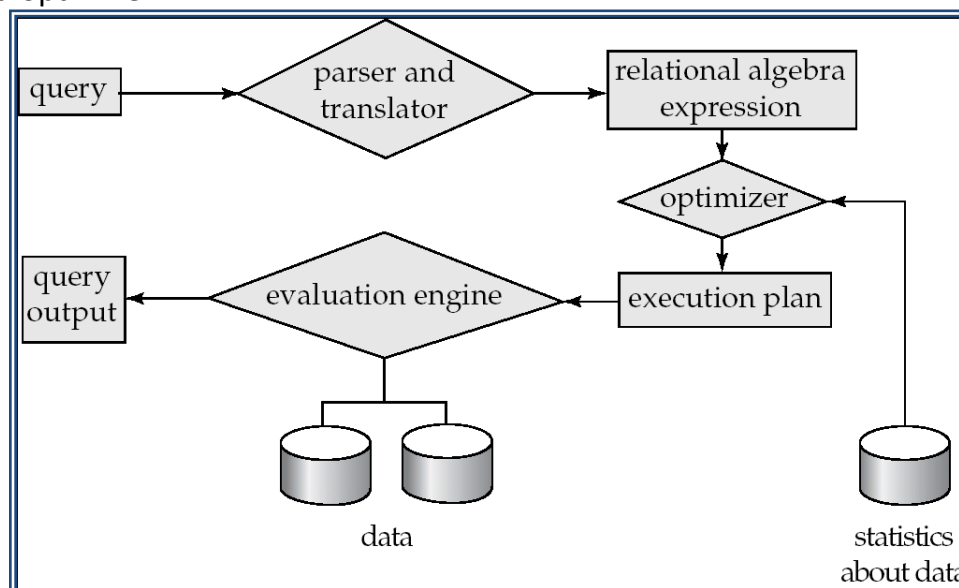 query
parser and
translator
relational algebra
expression
optimizer
query
output
evaluation engine
execution plan
data
statistics
about data